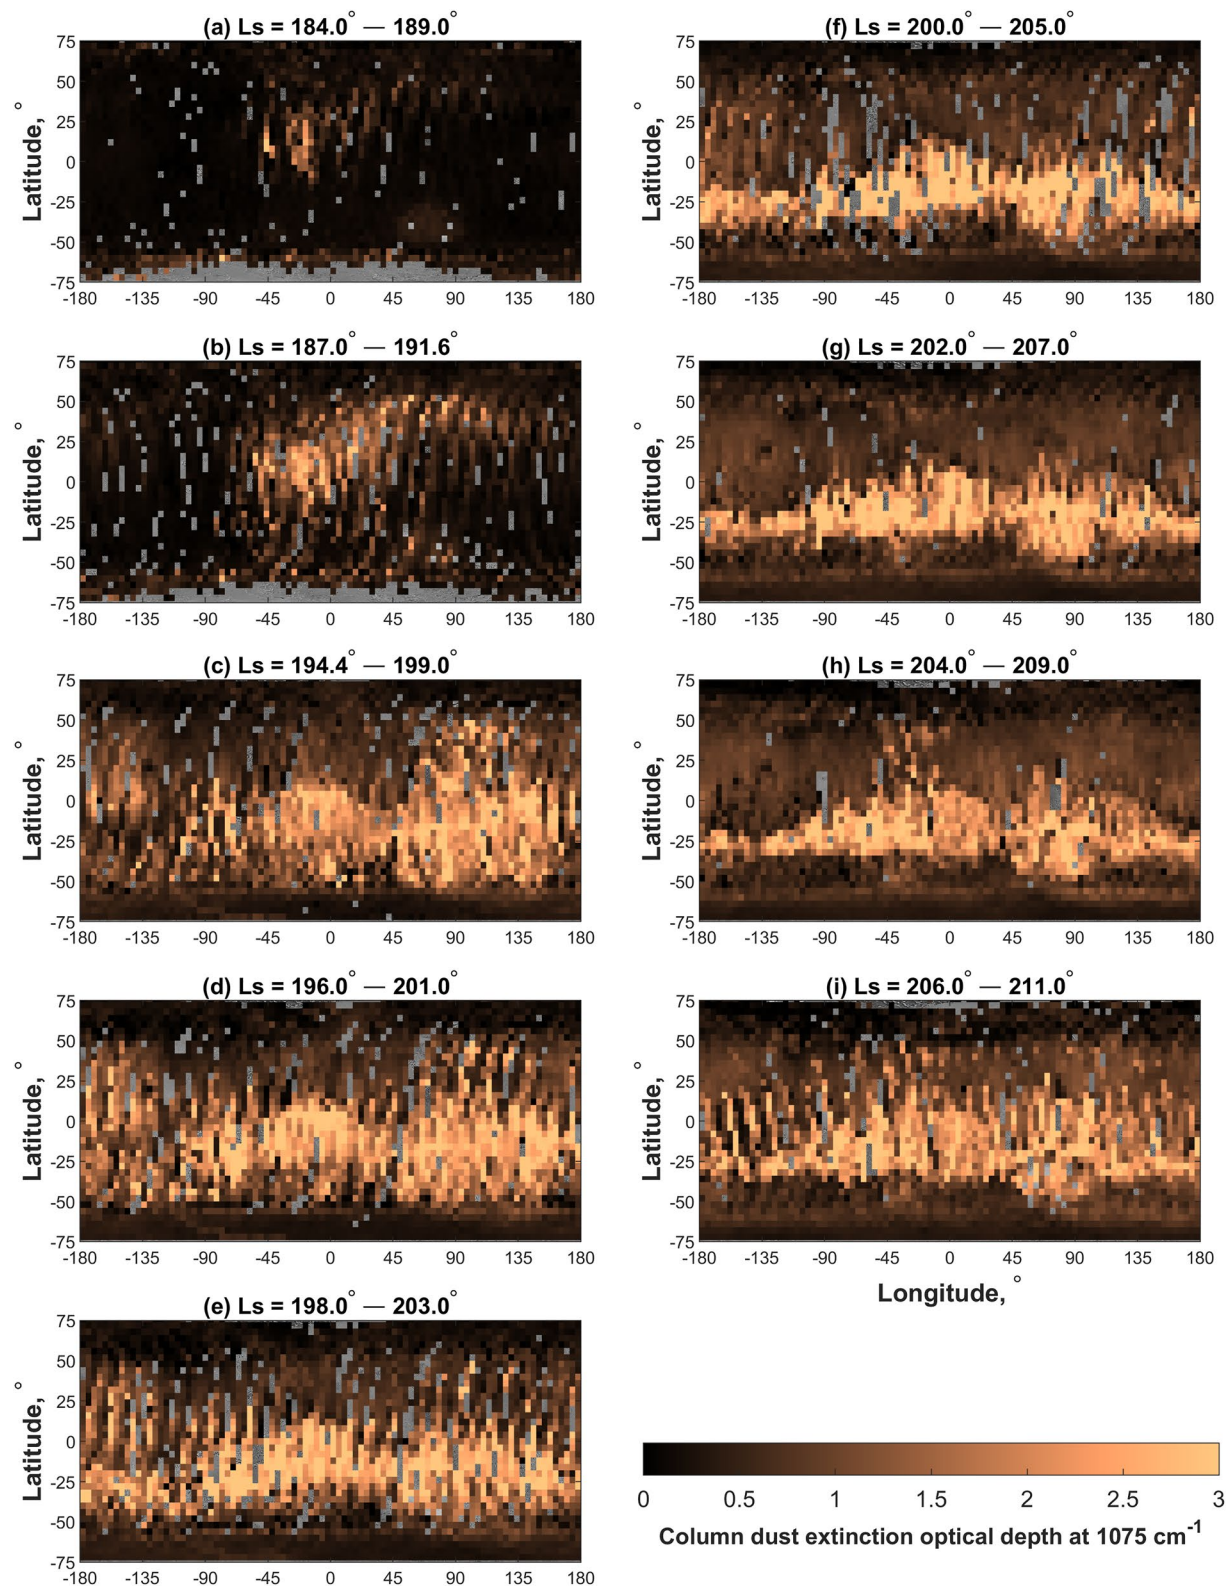 (a) Ls = 184.0° — 189.0°
75
50
25
0
-25
-50
-75
Latitude, °
-180 -135 -90 -45 0 45 90 135 180
(b) Ls = 187.0° — 191.6°
75
50
25
0
-25
-50
-75
Latitude, °
-180 -135 -90 -45 0 45 90 135 180
(c) Ls = 194.4° — 199.0°
75
50
25
0
-25
-50
-75
Latitude, °
-180 -135 -90 -45 0 45 90 135 180
(d) Ls = 196.0° — 201.0°
75
50
25
0
-25
-50
-75
Latitude, °
-180 -135 -90 -45 0 45 90 135 180
(e) Ls = 198.0° — 203.0°
75
50
25
0
-25
-50
-75
Latitude, °
-180 -135 -90 -45 0 45 90 135 180
(f) Ls = 200.0° — 205.0°
75
50
25
0
-25
-50
-75
Latitude, °
-180 -135 -90 -45 0 45 90 135 180
(g) Ls = 202.0° — 207.0°
75
50
25
0
-25
-50
-75
Latitude, °
-180 -135 -90 -45 0 45 90 135 180
(h) Ls = 204.0° — 209.0°
75
50
25
0
-25
-50
-75
Latitude, °
-180 -135 -90 -45 0 45 90 135 180
(i) Ls = 206.0° — 211.0°
75
50
25
0
-25
-50
-75
Latitude, °
-180 -135 -90 -45 0 45 90 135 180
Longitude, °
0 0.5 1 1.5 2 2.5 3
Column dust extinction optical depth at 1075 cm⁻¹